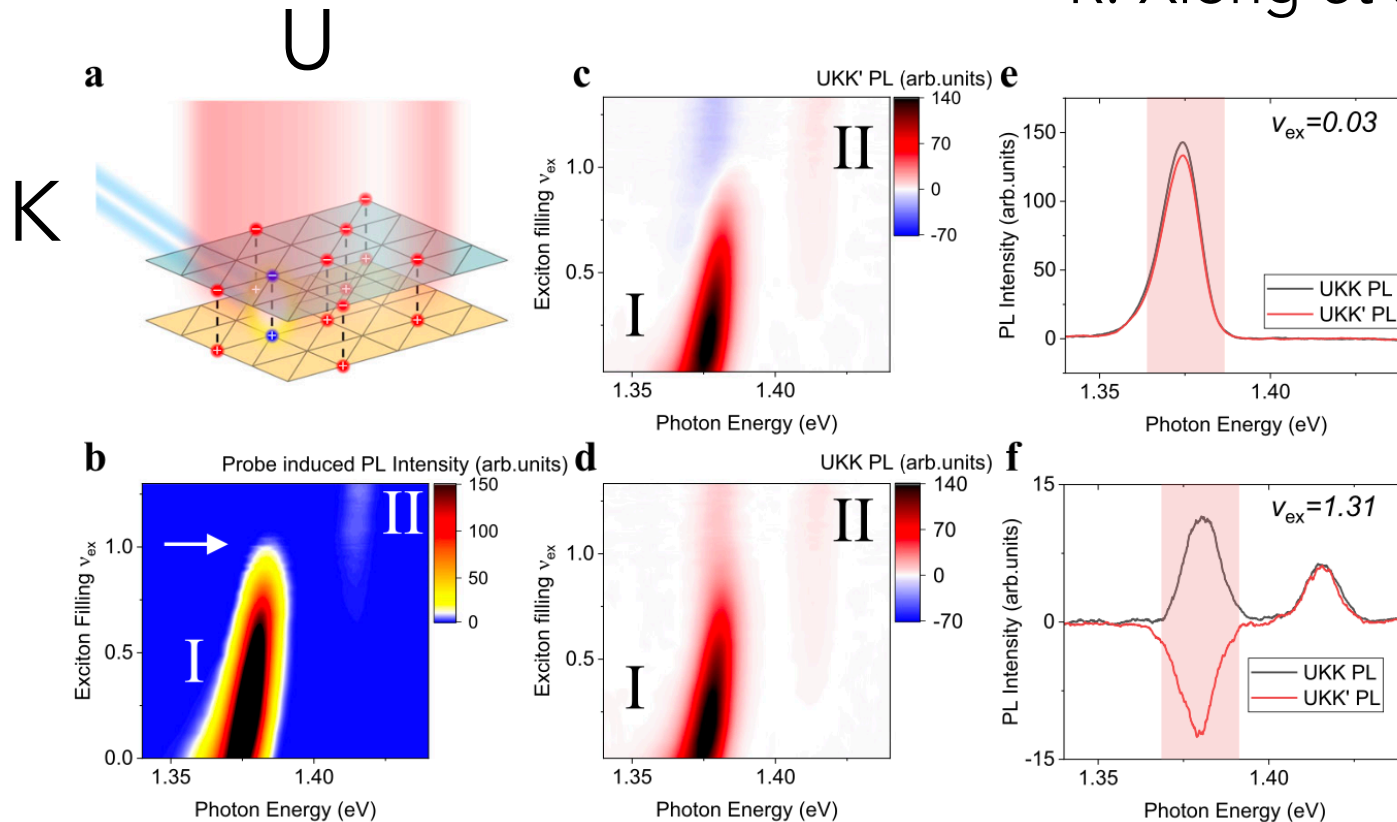 U
K
a
c
UKK' PL (arb.units)
140
70
0
-70
II
I
1.0
0.5
Exciton filling νex
1.35
1.40
Photon Energy (eV)
e
νex=0.03
150
100
50
0
PL Intensity (arb.units)
UKK PL
UKK' PL
1.35
1.40
Photon Energy (eV)
b
Probe induced PL Intensity (arb.units)
150
100
50
0
II
I
1.0
0.5
0.0
Exciton Filling νex
1.35
1.40
Photon Energy (eV)
d
UKK PL (arb.units)
140
70
0
-70
II
I
1.0
0.5
Exciton filling νex
1.35
1.40
Photon Energy (eV)
f
νex=1.31
15
0
-15
PL Intensity (arb.units)
UKK PL
UKK' PL
1.35
1.40
Photon Energy (eV)